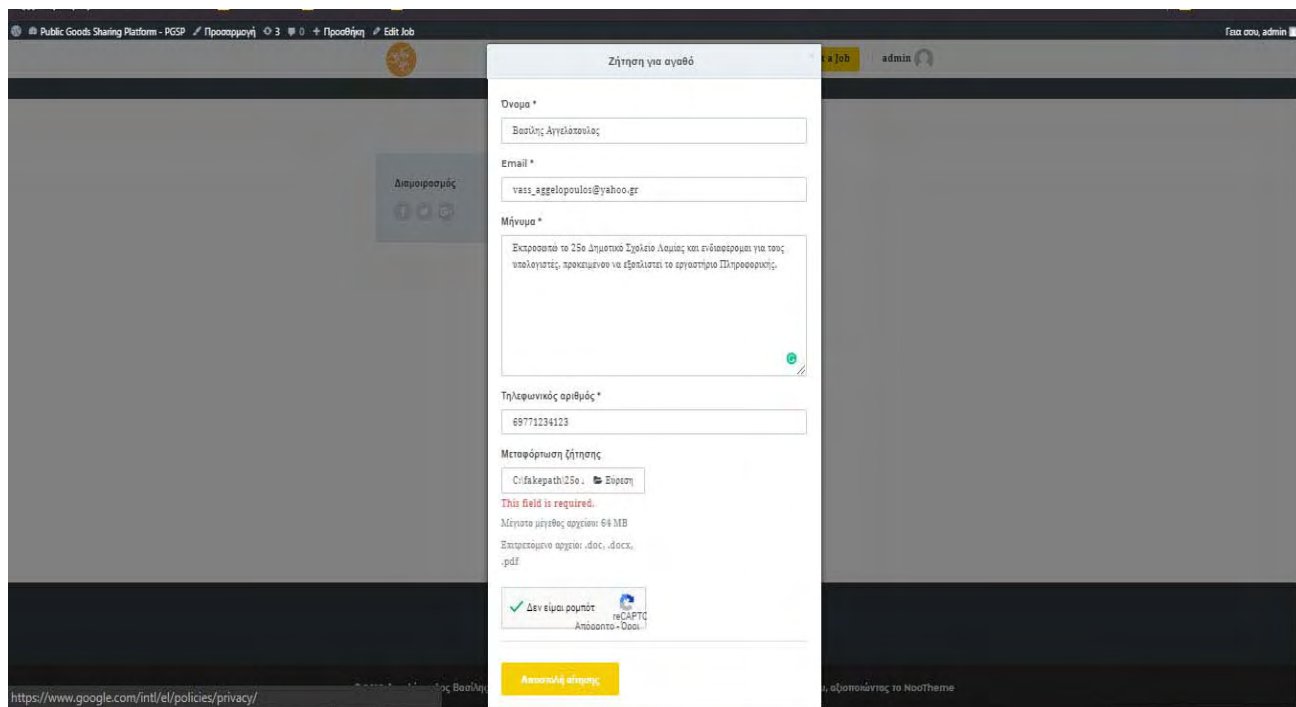 Public Goods Sharing Platform - PGSP Προσαρμογή 3 0 + Προσθήκη Edit Job
Γεια σου, admin
Ζήτηση για αγαθό
a Job
admin
Διαμοιρασμός
Όνομα *
Βασίλης Αγγελόπουλος
Email *
vass_aggelopoulos@yahoo.gr
Μήνυμα *
Εκπροσωπώ το 25ο Δημοτικό Σχολείο Λαμίας και ενδιαφέρομαι για τους
υπολογιστές, προκειμένου να εξοπλιστεί το εργαστήριο Πληροφορικής.
Τηλεφωνικός αριθμός *
69771234123
Μεταφόρτωση ζήτησης
C:\fakepath\25ο Εύρεση
This field is required.
Μέγιστο μέγεθος αρχείου: 64 MB
Επιτρεπόμενα αρχεία: .doc, .docx,
.pdf
Δεν είμαι ρομπότ
reCAPTC
Απόρρητο - Όροι
Αποστολή αίτησης
ος Βασίλης
, αξιοποιώντας το NooTheme
https://www.google.com/intl/el/policies/privacy/